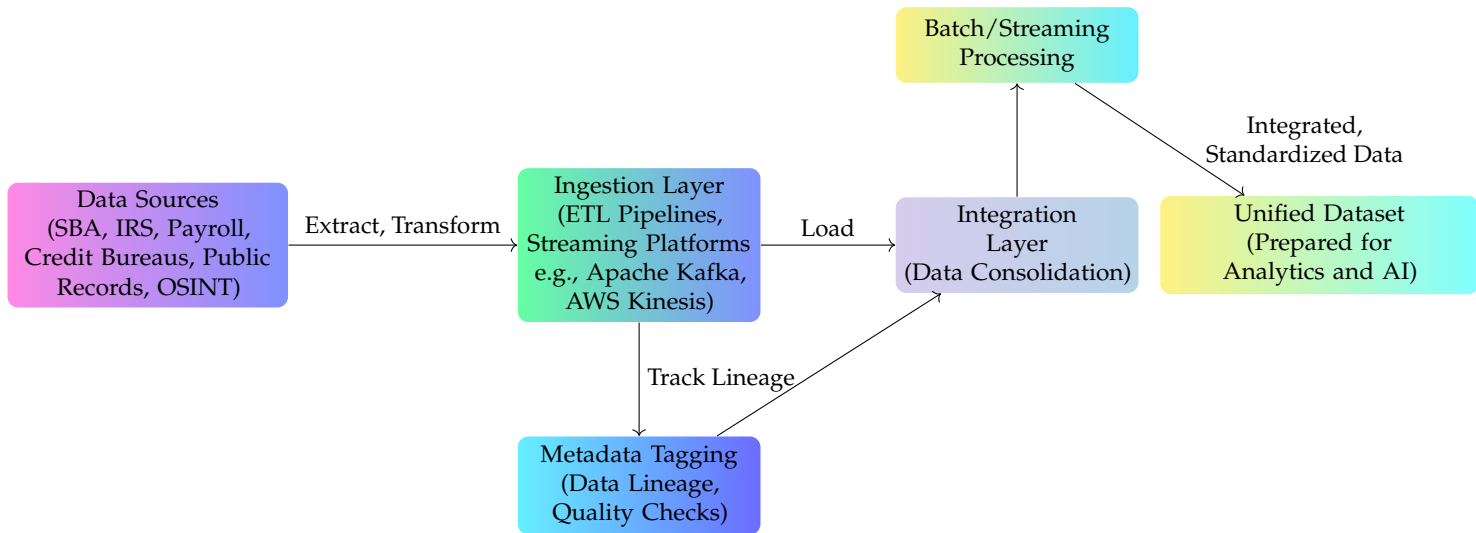 Batch/Streaming
Processing
Integrated,
Standardized Data
Data Sources
(SBA, IRS, Payroll,
Credit Bureaus, Public
Records, OSINT)
Extract, Transform
Ingestion Layer
(ETL Pipelines,
Streaming Platforms
e.g., Apache Kafka,
AWS Kinesis)
Load
Integration
Layer
(Data Consolidation)
Unified Dataset
(Prepared for
Analytics and AI)
Track Lineage
Metadata Tagging
(Data Lineage,
Quality Checks)